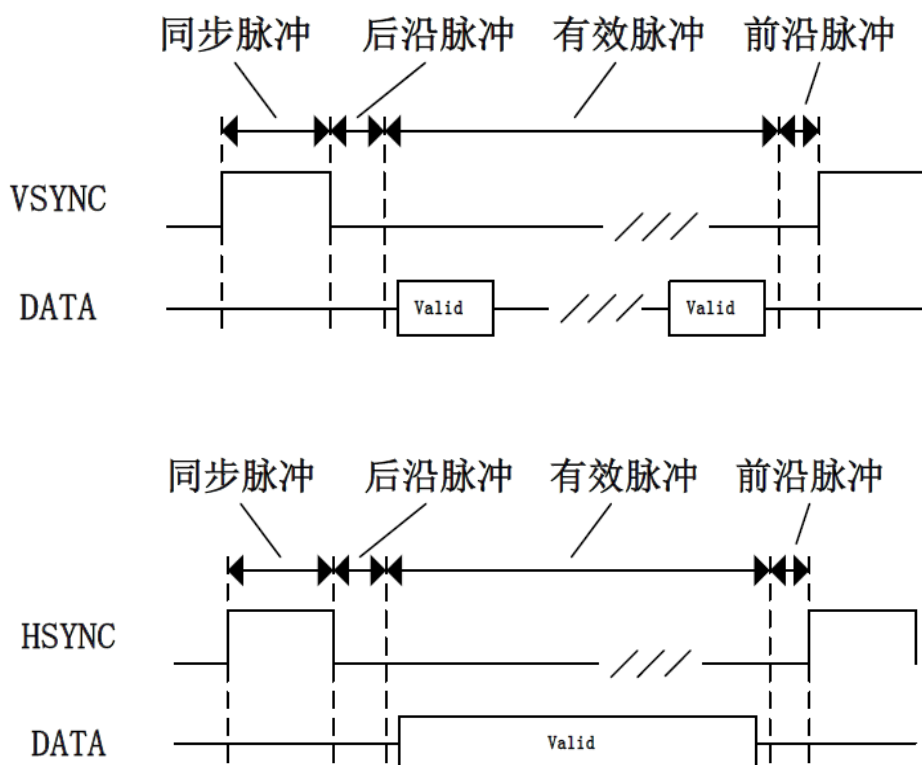 同步脉冲 后沿脉冲 有效脉冲 前沿脉冲
VSYNC
DATA Valid Valid
同步脉冲 后沿脉冲 有效脉冲 前沿脉冲
HSYNC
DATA Valid